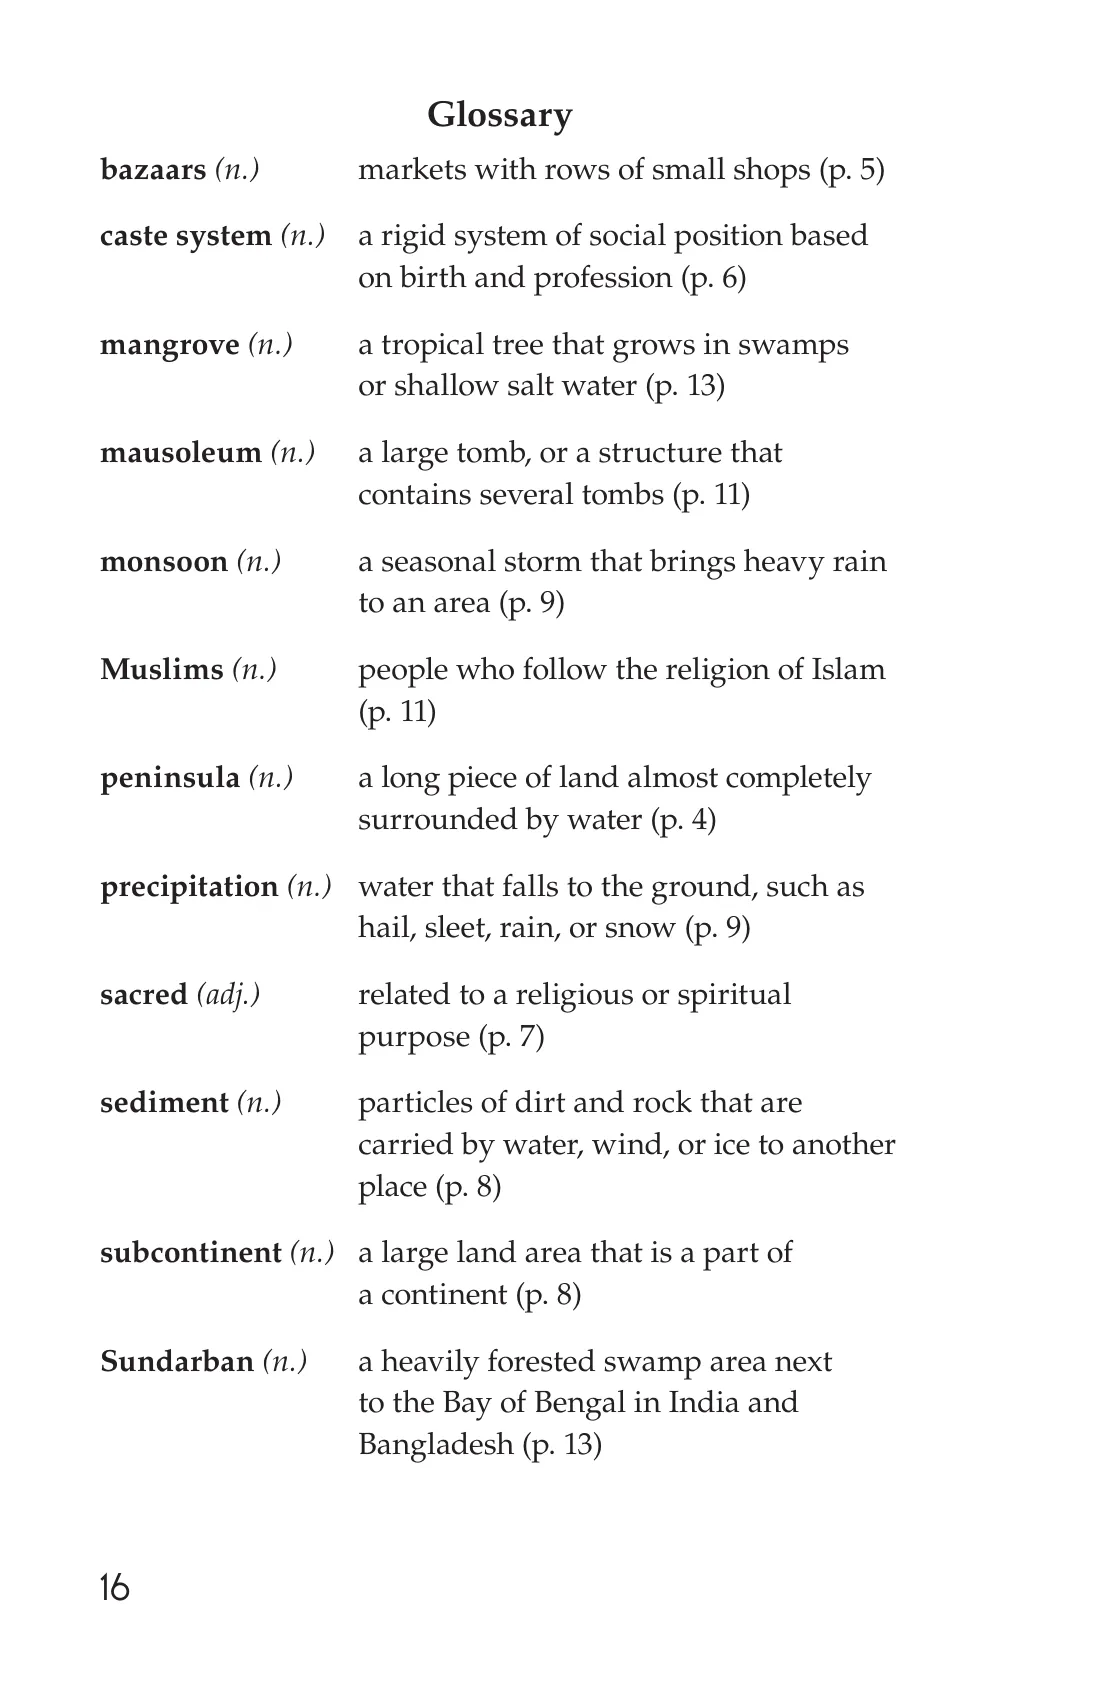 Glossary
bazaars (n.) markets with rows of small shops (p. 5)
caste system (n.) a rigid system of social position based
on birth and profession (p. 6)
mangrove (n.) a tropical tree that grows in swamps
or shallow salt water (p. 13)
mausoleum (n.) a large tomb, or a structure that
contains several tombs (p. 11)
monsoon (n.) a seasonal storm that brings heavy rain
to an area (p. 9)
Muslims (n.) people who follow the religion of Islam
(p. 11)
peninsula (n.) a long piece of land almost completely
surrounded by water (p. 4)
precipitation (n.) water that falls to the ground, such as
hail, sleet, rain, or snow (p. 9)
sacred (adj.) related to a religious or spiritual
purpose (p. 7)
sediment (n.) particles of dirt and rock that are
carried by water, wind, or ice to another
place (p. 8)
subcontinent (n.) a large land area that is a part of
a continent (p. 8)
Sundarban (n.) a heavily forested swamp area next
to the Bay of Bengal in India and
Bangladesh (p. 13)
16